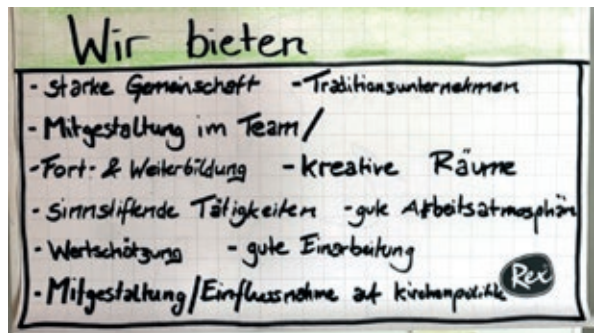 Wir bieten
- Starke Gemeinschaft - Traditionsunternehmen
- Mitgestaltung im Team/
- Fort- & Weiterbildung - kreative Räume
- Sinnstiftende Tätigkeiten - gute Arbeitsatmosphäre
- Wertschätzung - gute Einarbeitung
- Mitgestaltung/Einflussnahme auf kirchenpolitik
Rex